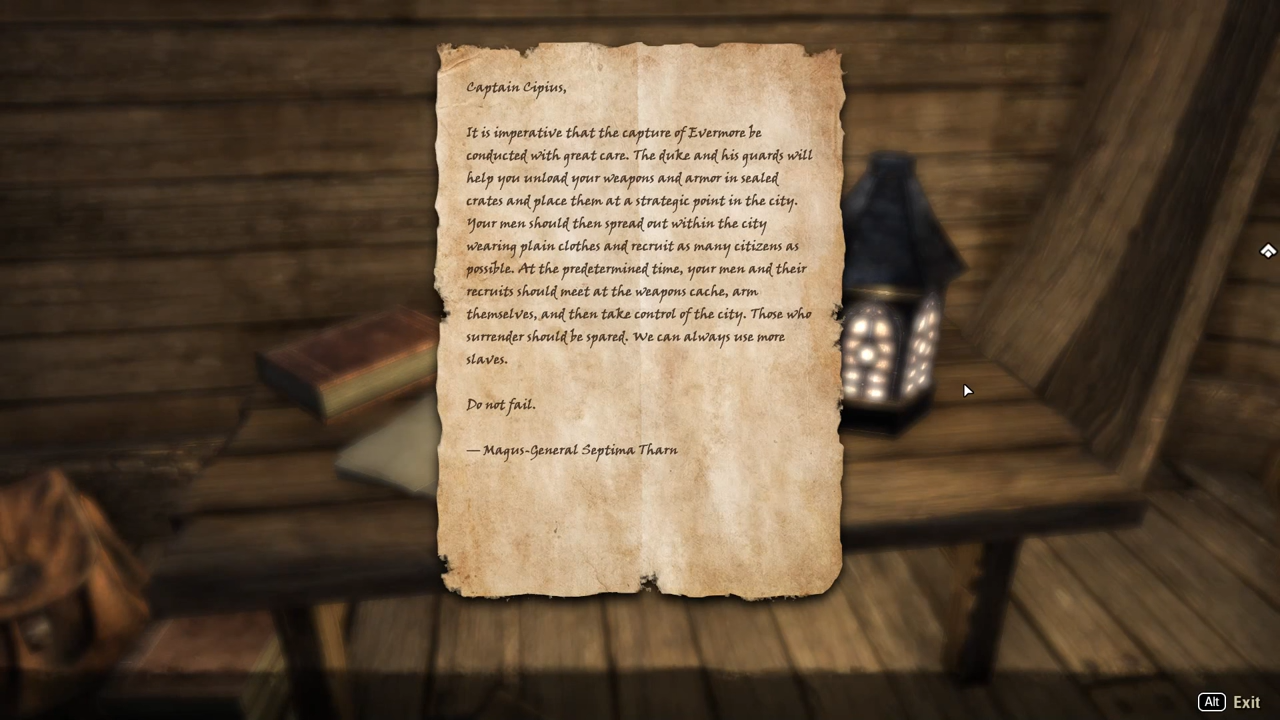 Captain Cipius,
It is imperative that the capture of Evermore be
conducted with great care. The duke and his guards will
help you unload your weapons and armor in sealed
crates and place them at a strategic point in the city.
Your men should then spread out within the city
wearing plain clothes and recruit as many citizens as
possible. At the predetermined time, your men and their
recruits should meet at the weapons cache, arm
themselves, and then take control of the city. Those who
surrender should be spared. We can always use more
slaves.
Do not fail.
— Magus-General Septima Tharn
Alt Exit